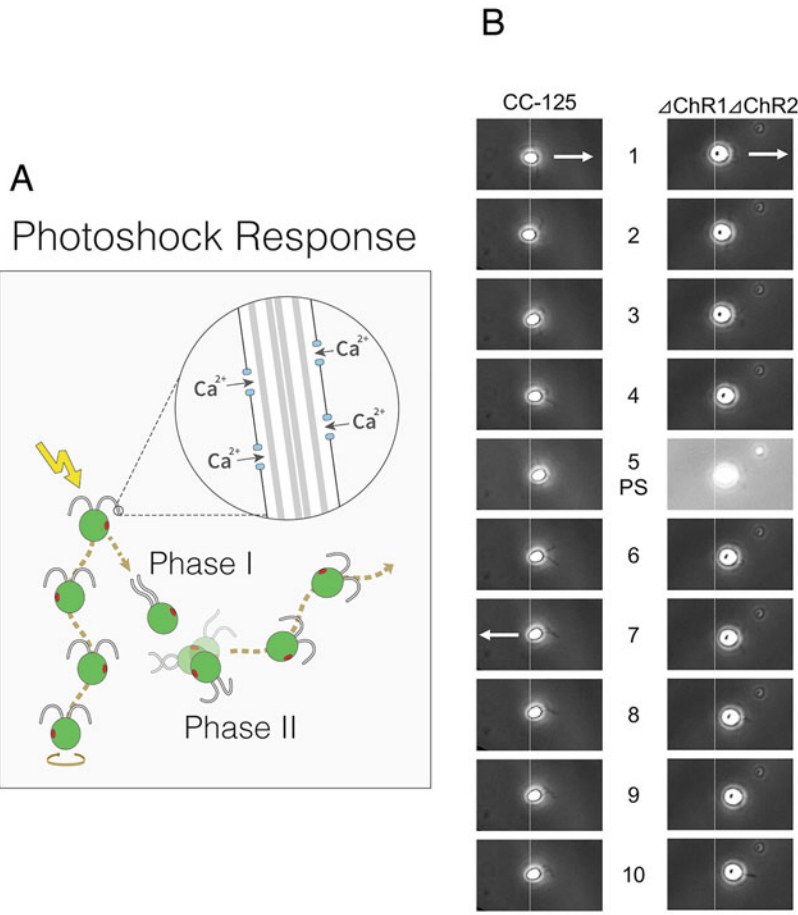 A
Photoshock Response
Ca2+
Ca2+
Ca2+
Ca2+
Phase I
Phase II
B
CC-125
⊿ChR1⊿ChR2
1
2
3
4
5
PS
6
7
8
9
10